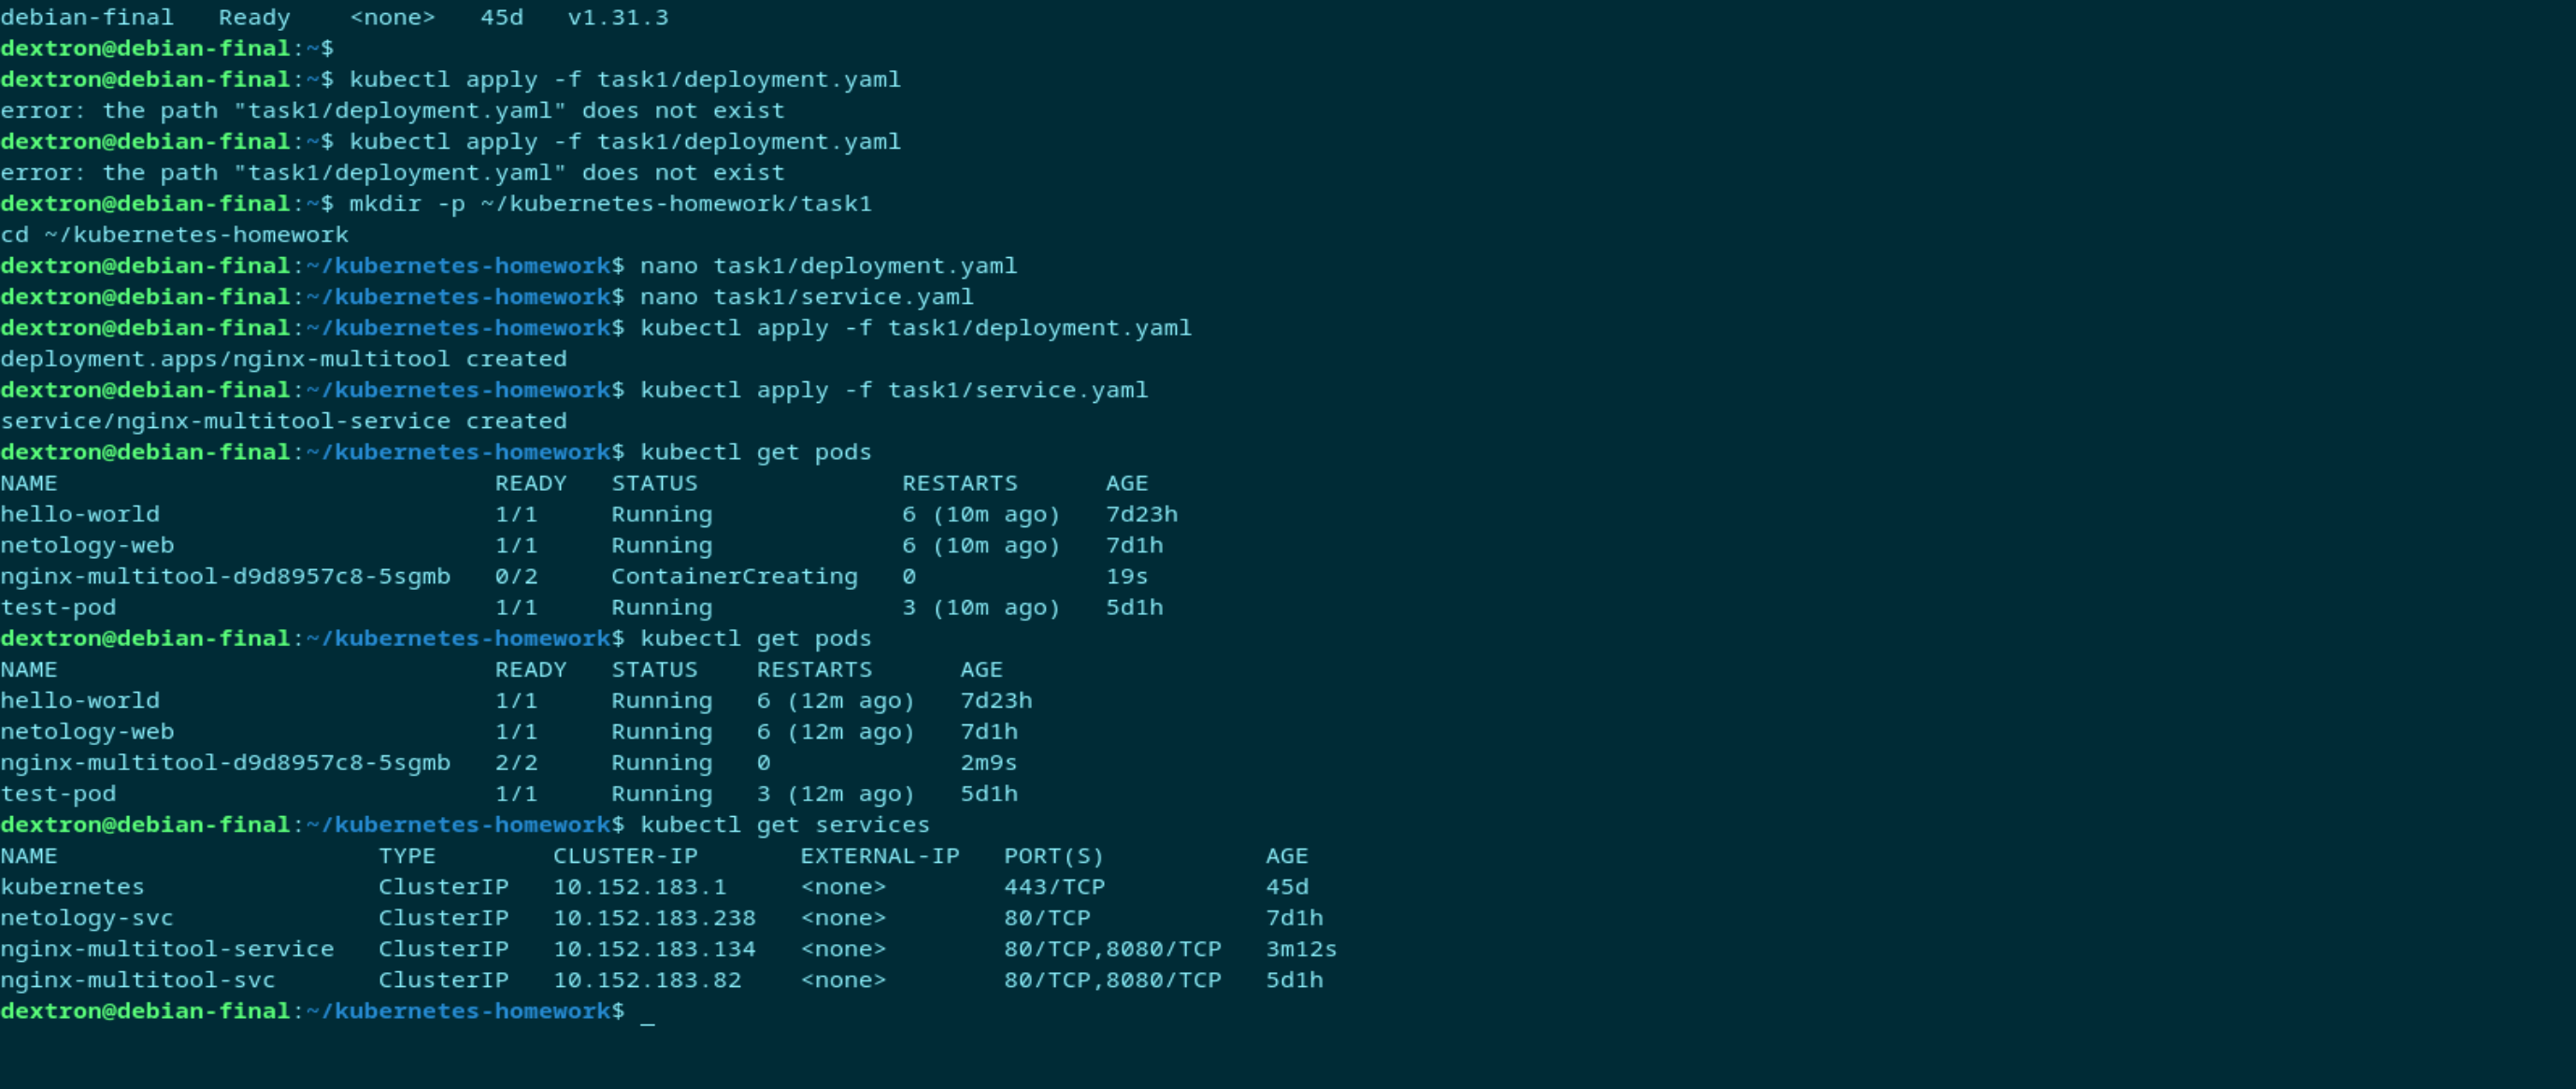 debian-final   Ready    <none>   45d   v1.31.3
dextron@debian-final:~$
dextron@debian-final:~$ kubectl apply -f task1/deployment.yaml
error: the path "task1/deployment.yaml" does not exist
dextron@debian-final:~$ kubectl apply -f task1/deployment.yaml
error: the path "task1/deployment.yaml" does not exist
dextron@debian-final:~$ mkdir -p ~/kubernetes-homework/task1
cd ~/kubernetes-homework
dextron@debian-final:~/kubernetes-homework$ nano task1/deployment.yaml
dextron@debian-final:~/kubernetes-homework$ nano task1/service.yaml
dextron@debian-final:~/kubernetes-homework$ kubectl apply -f task1/deployment.yaml
deployment.apps/nginx-multitool created
dextron@debian-final:~/kubernetes-homework$ kubectl apply -f task1/service.yaml
service/nginx-multitool-service created
dextron@debian-final:~/kubernetes-homework$ kubectl get pods
NAME                              READY   STATUS              RESTARTS      AGE
hello-world                       1/1     Running             6 (10m ago)   7d23h
netology-web                      1/1     Running             6 (10m ago)   7d1h
nginx-multitool-d9d8957c8-5sgmb   0/2     ContainerCreating   0             19s
test-pod                          1/1     Running             3 (10m ago)   5d1h
dextron@debian-final:~/kubernetes-homework$ kubectl get pods
NAME                              READY   STATUS    RESTARTS      AGE
hello-world                       1/1     Running   6 (12m ago)   7d23h
netology-web                      1/1     Running   6 (12m ago)   7d1h
nginx-multitool-d9d8957c8-5sgmb   2/2     Running   0             2m9s
test-pod                          1/1     Running   3 (12m ago)   5d1h
dextron@debian-final:~/kubernetes-homework$ kubectl get services
NAME                      TYPE        CLUSTER-IP       EXTERNAL-IP   PORT(S)           AGE
kubernetes                ClusterIP   10.152.183.1     <none>        443/TCP           45d
netology-svc              ClusterIP   10.152.183.238   <none>        80/TCP            7d1h
nginx-multitool-service   ClusterIP   10.152.183.134   <none>        80/TCP,8080/TCP   3m12s
nginx-multitool-svc       ClusterIP   10.152.183.82    <none>        80/TCP,8080/TCP   5d1h
dextron@debian-final:~/kubernetes-homework$ _